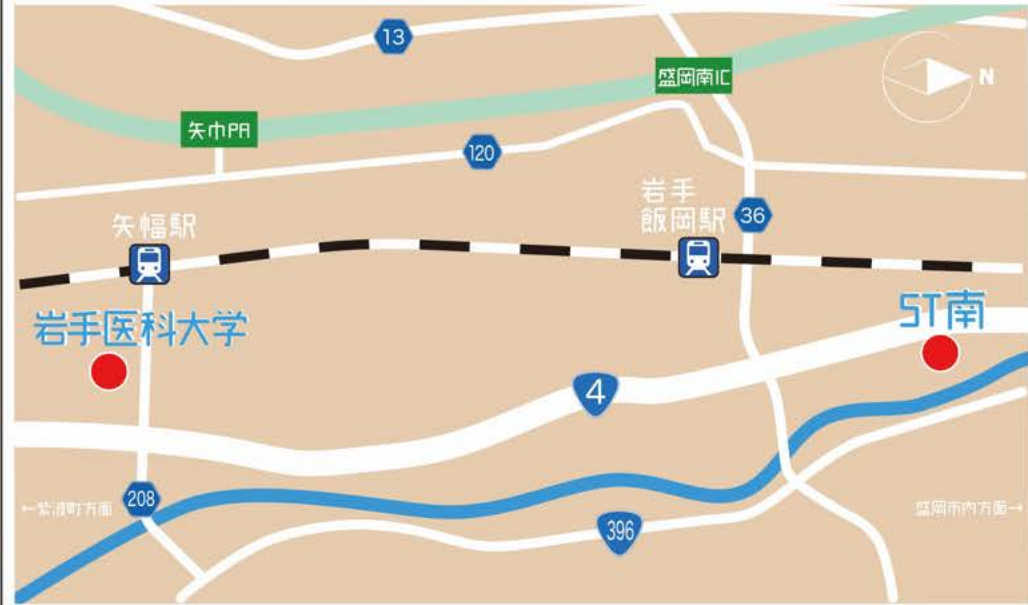 13
盛岡南IC
N
矢巾PA
120
岩手
飯岡駅
36
矢幅駅
岩手医科大学
ST南
4
208
←紫波町方面
盛岡市内方面→
396